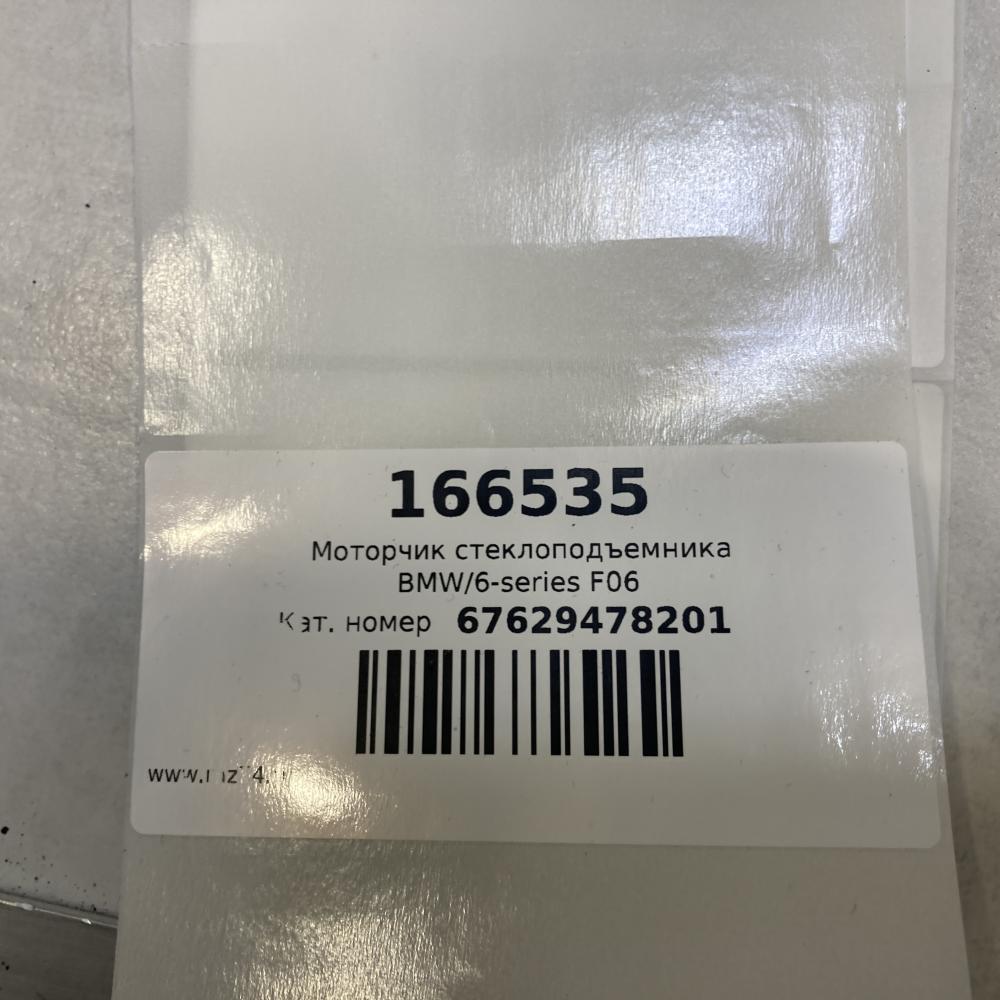 166535
Моторчик стеклоподъемника
BMW/6-series F06
Кат. номер 67629478201